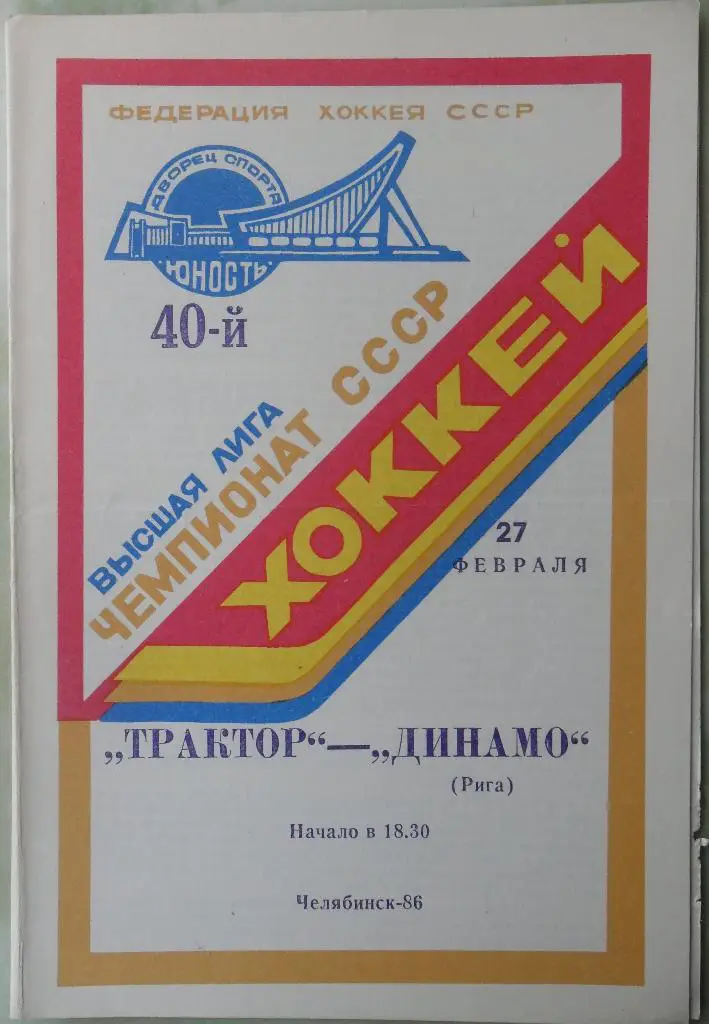 ФЕДЕРАЦИЯ ХОККЕЯ СССР
ДВОРЕЦ СПОРТА
ЮНОСТЬ
40-й
ВЫСШАЯ ЛИГА
ЧЕМПИОНАТ СССР
ХОККЕЙ
27
ФЕВРАЛЯ
„ТРАКТОР“—„ДИНАМО“
(Рига)
Начало в 18.30
Челябинск-86